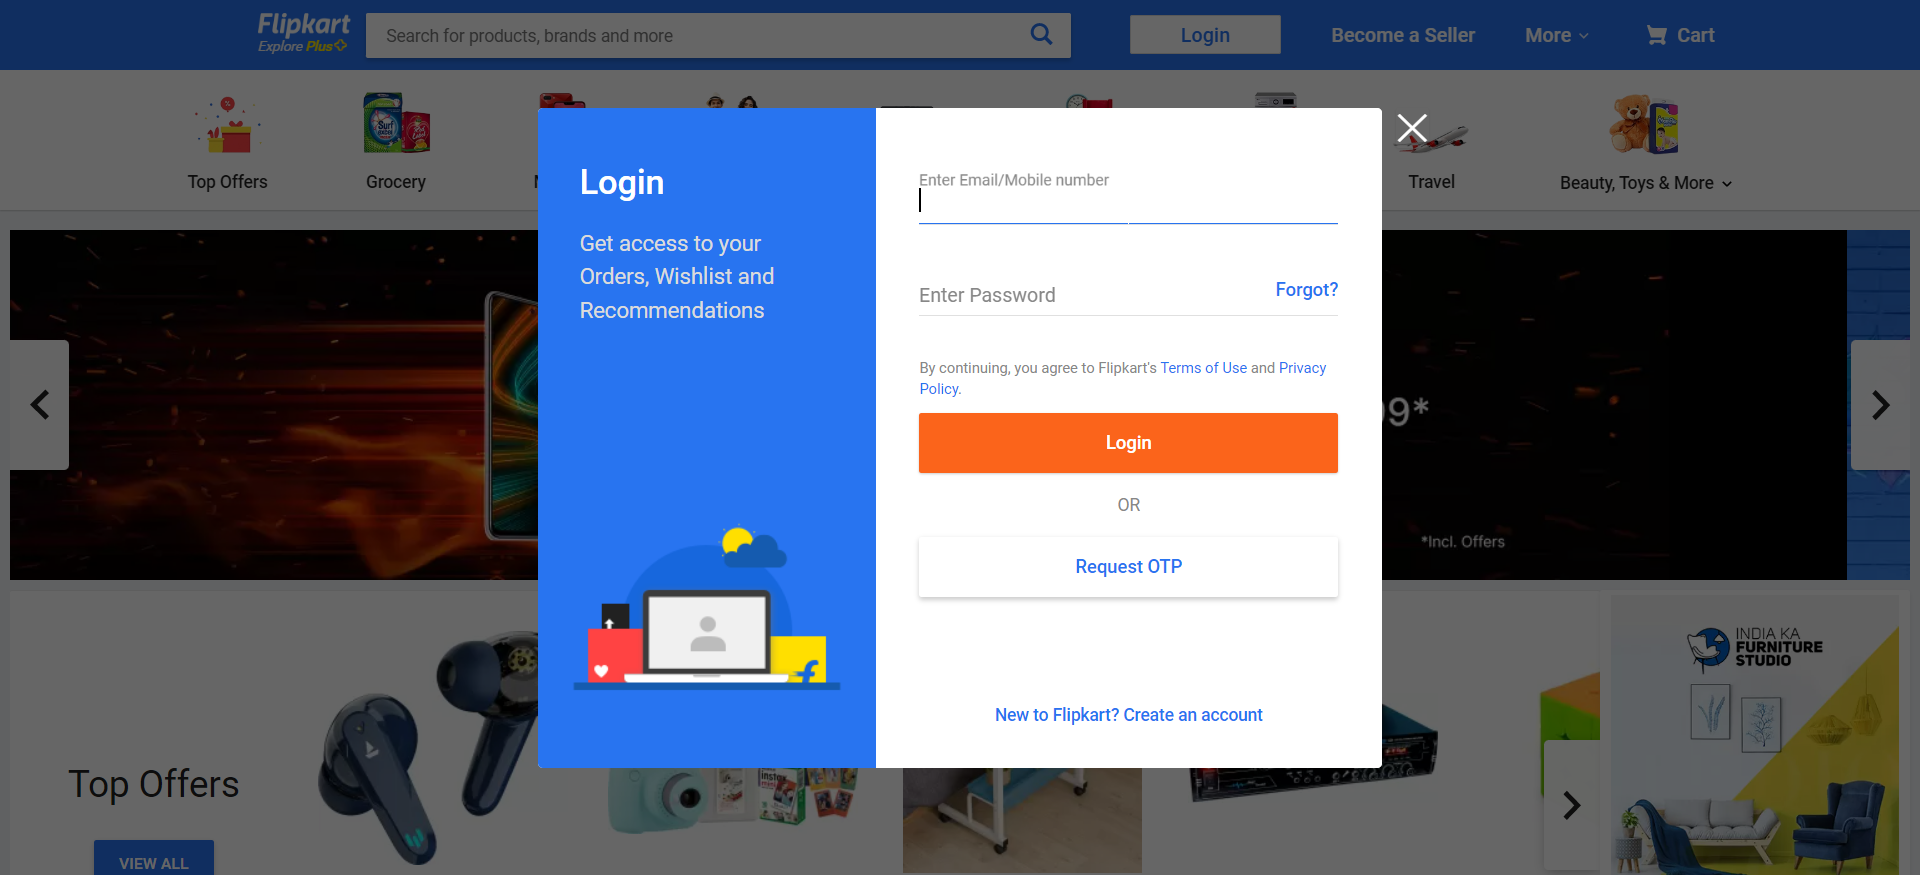 Flipkart
Explore Plus
Search for products, brands and more
Login
Become a Seller
More
Cart
Top Offers
Grocery
Travel
Beauty, Toys & More
Login
Get access to your
Orders, Wishlist and
Recommendations
Enter Email/Mobile number
Enter Password
Forgot?
By continuing, you agree to Flipkart's Terms of Use and Privacy
Policy.
Login
OR
Request OTP
New to Flipkart? Create an account
9*
*Incl. Offers
Top Offers
VIEW ALL
INDIA KA
FURNITURE
STUDIO
Surf
excel
instax